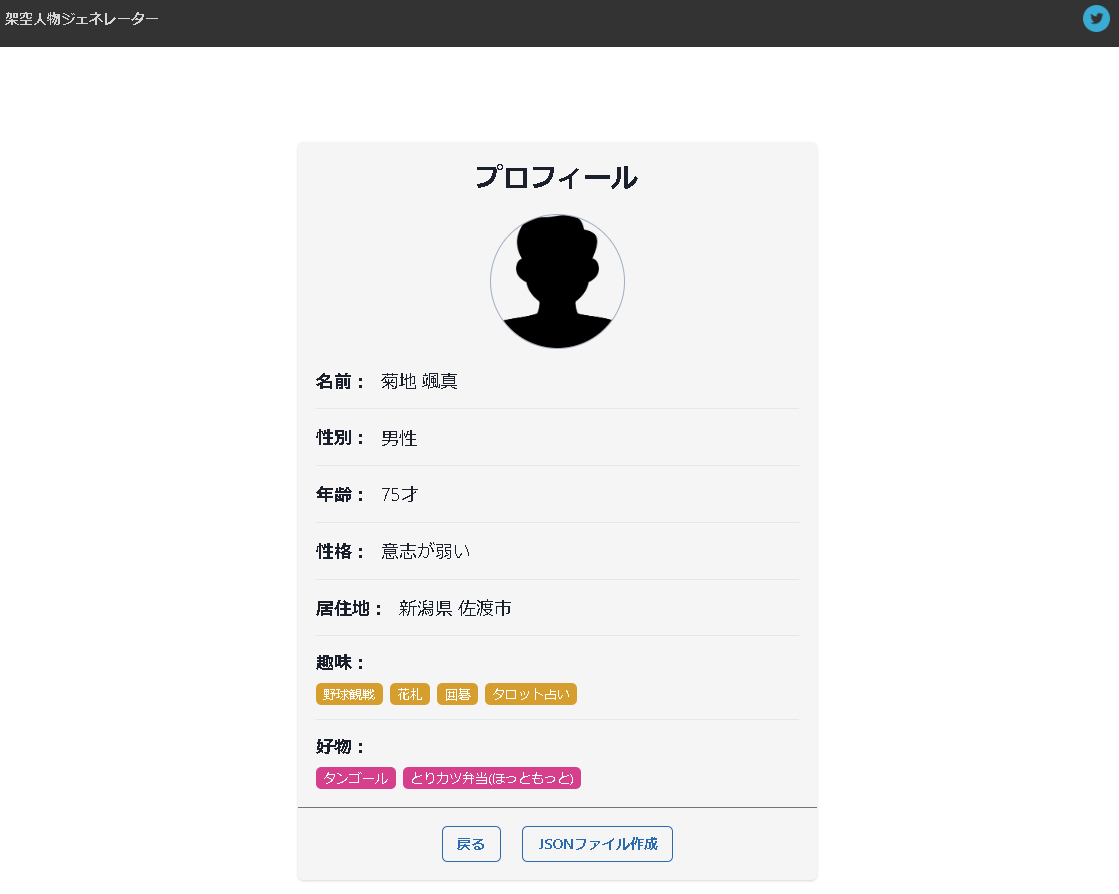 架空人物ジェネレーター
プロフィール
名前： 菊地 颯真
性別： 男性
年齢： 75才
性格： 意志が弱い
居住地： 新潟県 佐渡市
趣味：
野球観戦 花札 囲碁 タロット占い
好物：
タンゴール とりカツ弁当(ほっともっと)
戻る JSONファイル作成